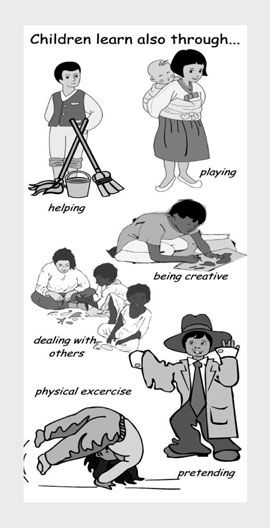 Children learn also through...
playing
helping
being creative
dealing with
others
physical excercise
pretending